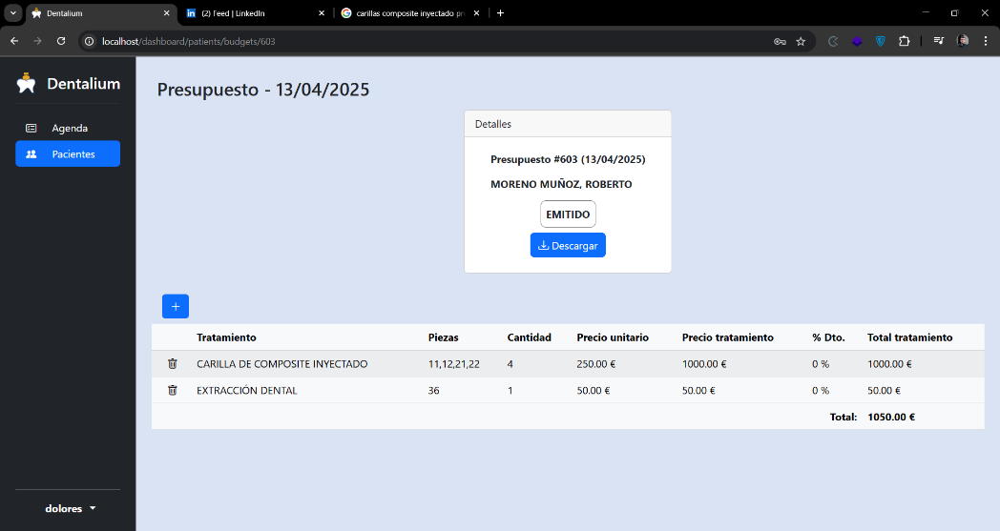 Dentalium
(2) Feed | LinkedIn
carillas composite inyectado pr
localhost/dashboard/patients/budgets/603
Dentalium
Agenda
Pacientes
dolores
Presupuesto - 13/04/2025
Detalles
Presupuesto #603 (13/04/2025)
MORENO MUÑOZ, ROBERTO
EMITIDO
Descargar
+
Tratamiento Piezas Cantidad Precio unitario Precio tratamiento % Dto. Total tratamiento
CARILLA DE COMPOSITE INYECTADO 11,12,21,22 4 250.00 € 1000.00 € 0 % 1000.00 €
EXTRACCIÓN DENTAL 36 1 50.00 € 50.00 € 0 % 50.00 €
Total: 1050.00 €